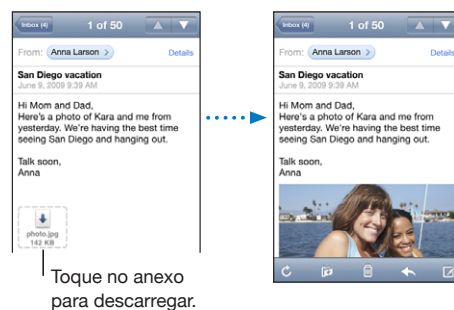 Inbox (4)
1 of 50
From: Anna Larson
Details
San Diego vacation
June 9, 2009 9:39 AM
Hi Mom and Dad,
Here's a photo of Kara and me from
yesterday. We're having the best time
seeing San Diego and hanging out.
Talk soon,
Anna
photo.jpg
142 KB
Toque no anexo
para descarregar.
Inbox (4)
1 of 50
From: Anna Larson
Details
San Diego vacation
June 9, 2009 9:39 AM
Hi Mom and Dad,
Here's a photo of Kara and me from
yesterday. We're having the best time
seeing San Diego and hanging out.
Talk soon,
Anna